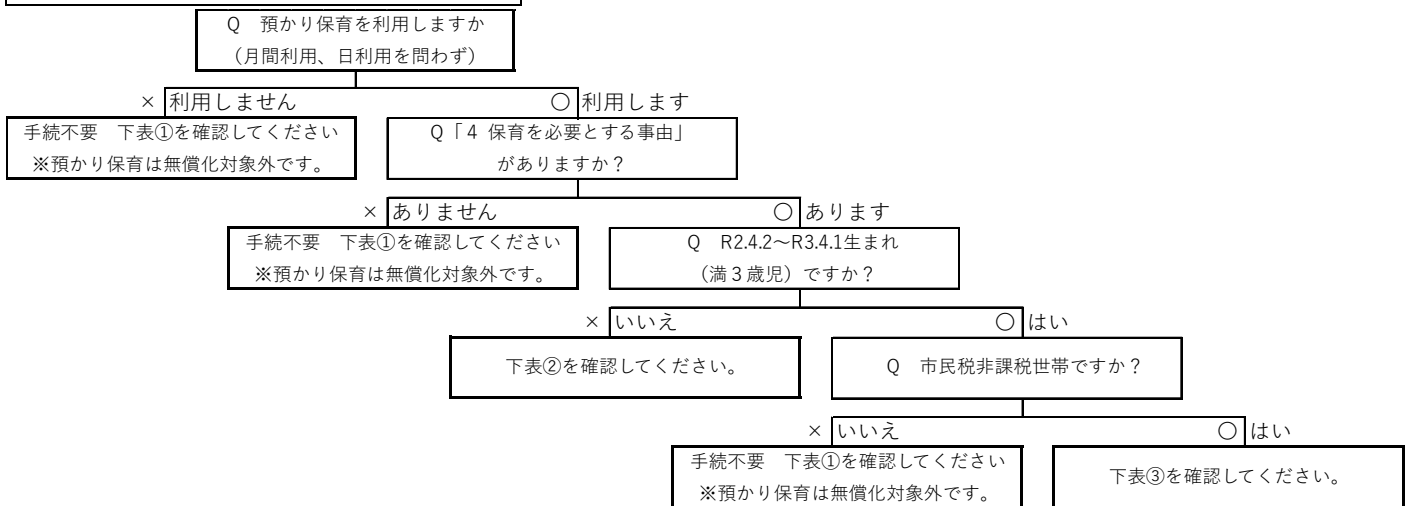 Q　預かり保育を利用しますか
（月間利用、日利用を問わず）
× 利用しません
〇 利用します
手続不要　下表①を確認してください
※預かり保育は無償化対象外です。
Q「４ 保育を必要とする事由」
がありますか？
× ありません
〇 あります
手続不要　下表①を確認してください
※預かり保育は無償化対象外です。
Q　R2.4.2～R3.4.1生まれ
（満３歳児）ですか？
× いいえ
〇 はい
下表②を確認してください。
Q　市民税非課税世帯ですか？
× いいえ
〇 はい
手続不要　下表①を確認してください
※預かり保育は無償化対象外です。
下表③を確認してください。